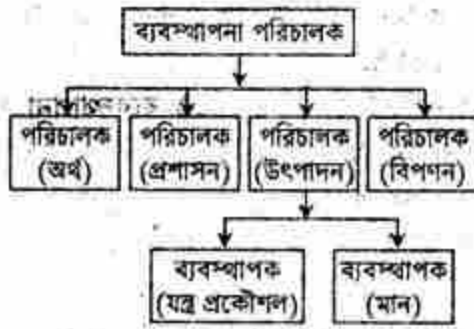 ব্যবস্থাপনা পরিচালক
পরিচালক
(অর্থ)
পরিচালক
(প্রশাসন)
পরিচালক
(উৎপাদন)
পরিচালক
(বিপণন)
ব্যবস্থাপক
(যন্ত্র প্রকৌশল)
ব্যবস্থাপক
(মান)